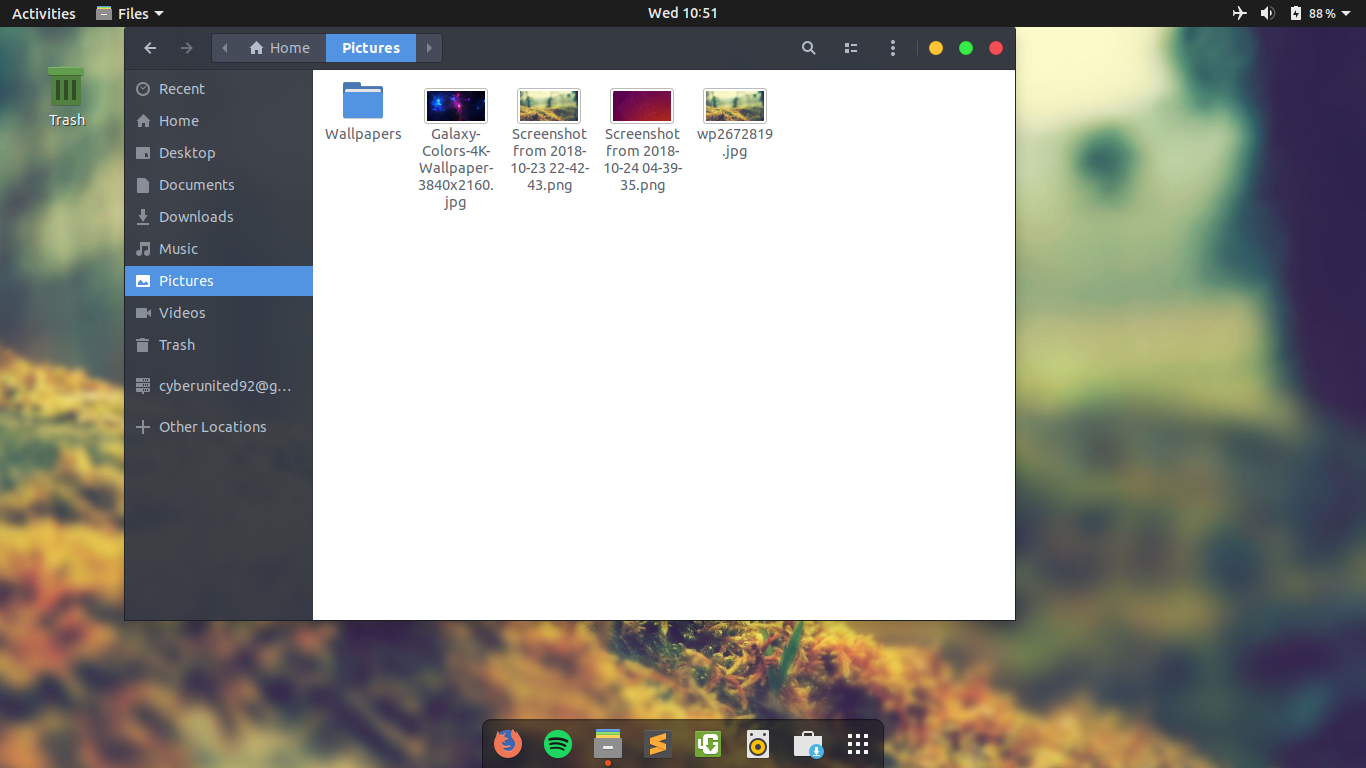 Activities
Files
Wed 10:51
88 %
Home
Pictures
Trash
Recent
Home
Desktop
Documents
Downloads
Music
Pictures
Videos
Trash
cyberunited92@g...
Other Locations
Wallpapers
Galaxy-
Colors-4K-
Wallpaper-
3840x2160.
jpg
Screenshot
from 2018-
10-23 22-42-
43.png
Screenshot
from 2018-
10-24 04-39-
35.png
wp2672819
.jpg